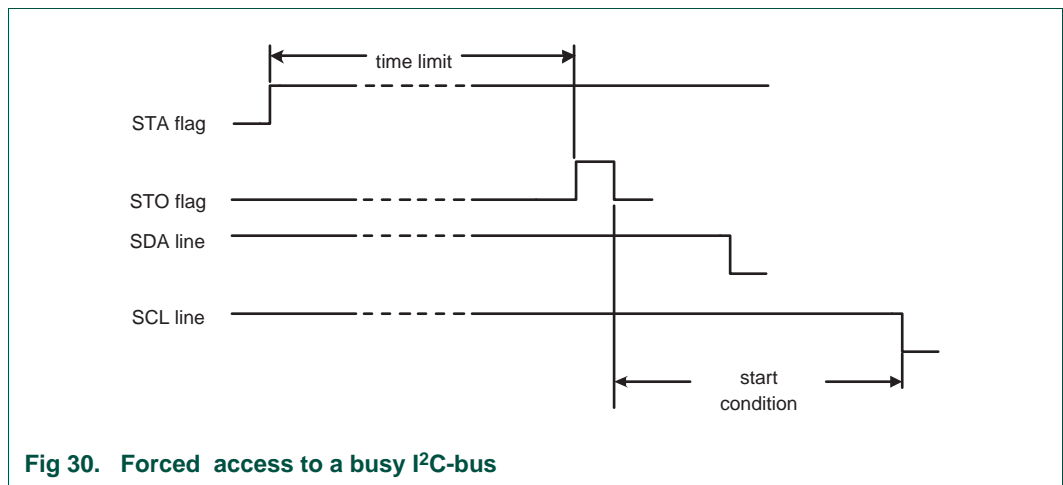 time limit
STA flag
STO flag
SDA line
SCL line
start
condition
Fig 30. Forced access to a busy I²C-bus